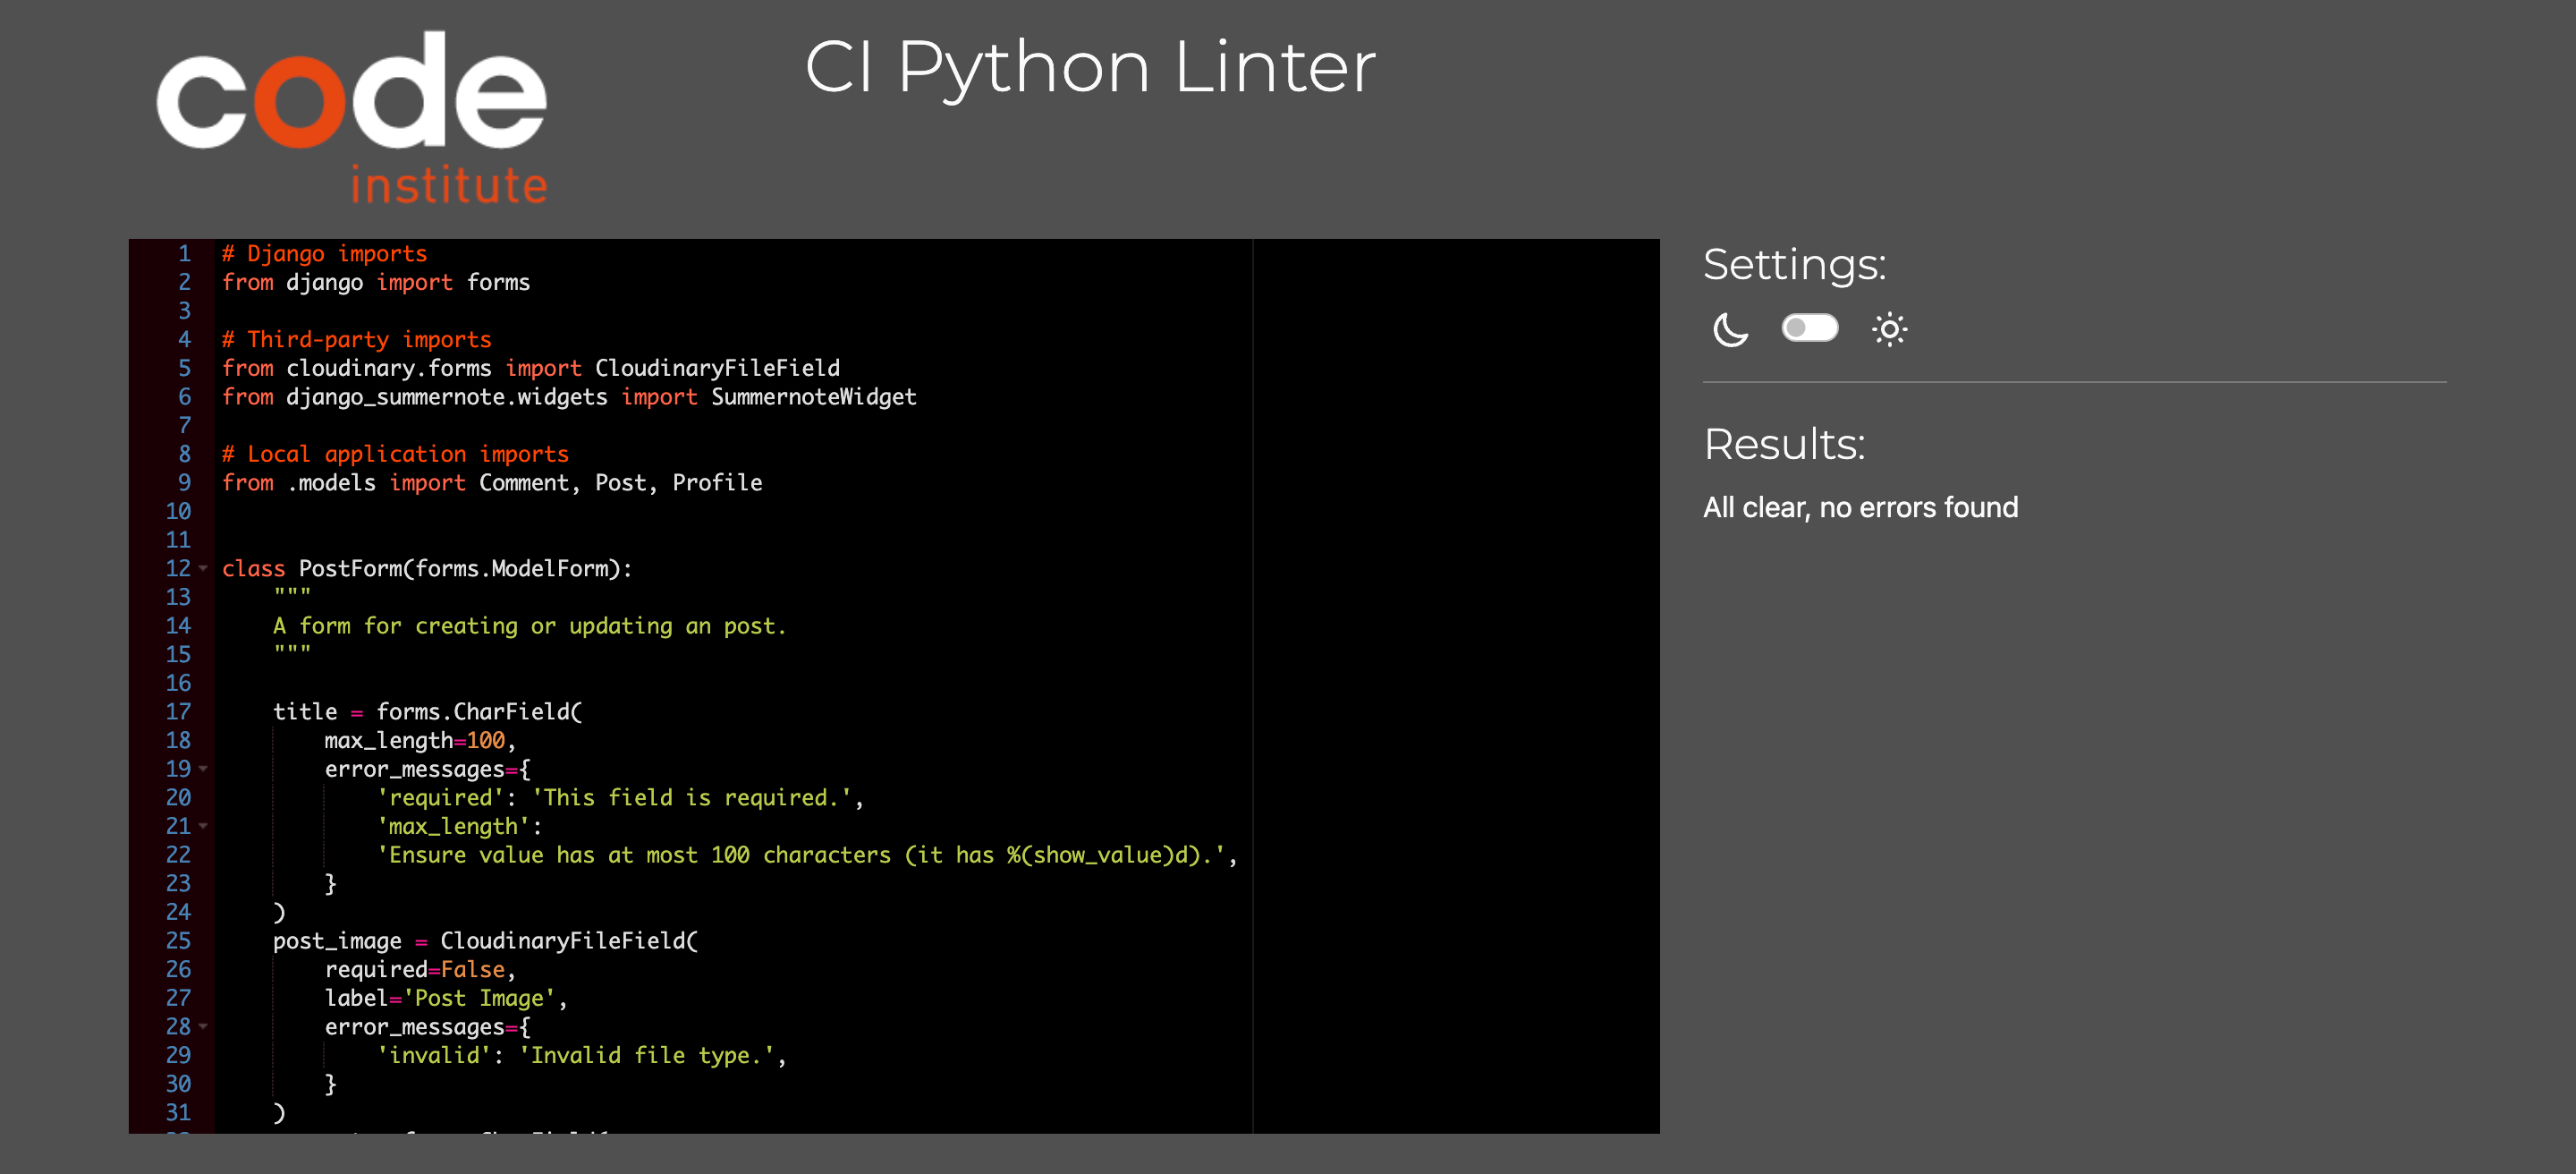 code
institute
CI Python Linter
1 # Django imports
2 from django import forms
3
4 # Third-party imports
5 from cloudinary.forms import CloudinaryFileField
6 from django_summernote.widgets import SummernoteWidget
7
8 # Local application imports
9 from .models import Comment, Post, Profile
10
11
12 class PostForm(forms.ModelForm):
13     """
14     A form for creating or updating an post.
15     """
16
17     title = forms.CharField(
18         max_length=100,
19         error_messages={
20             'required': 'This field is required.',
21             'max_length':
22             'Ensure value has at most 100 characters (it has %(show_value)d).',
23         }
24     )
25     post_image = CloudinaryFileField(
26         required=False,
27         label='Post Image',
28         error_messages={
29             'invalid': 'Invalid file type.',
30         }
31     )
Settings:
Results:
All clear, no errors found